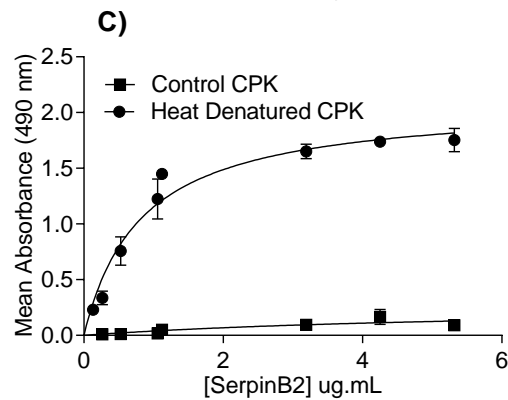 C)
2.5
2.0
1.5
1.0
0.5
0.0
Mean Absorbance (490 nm)
Control CPK
Heat Denatured CPK
0
2
4
6
[SerpinB2] ug.mL